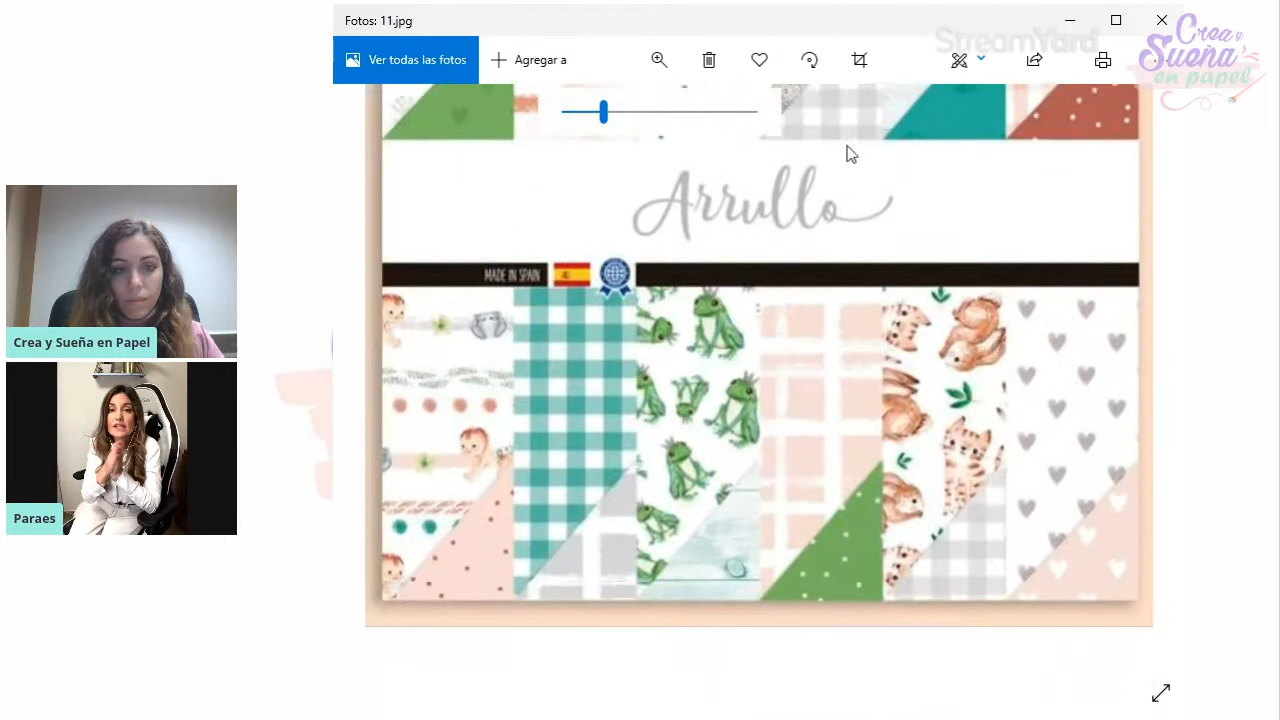 Fotos: 11.jpg
StreamYard
Crea y
Sueña
en papel
Ver todas las fotos
Agregar a
Arrullo
MADE IN SPAIN
Crea y Sueña en Papel
Paraes